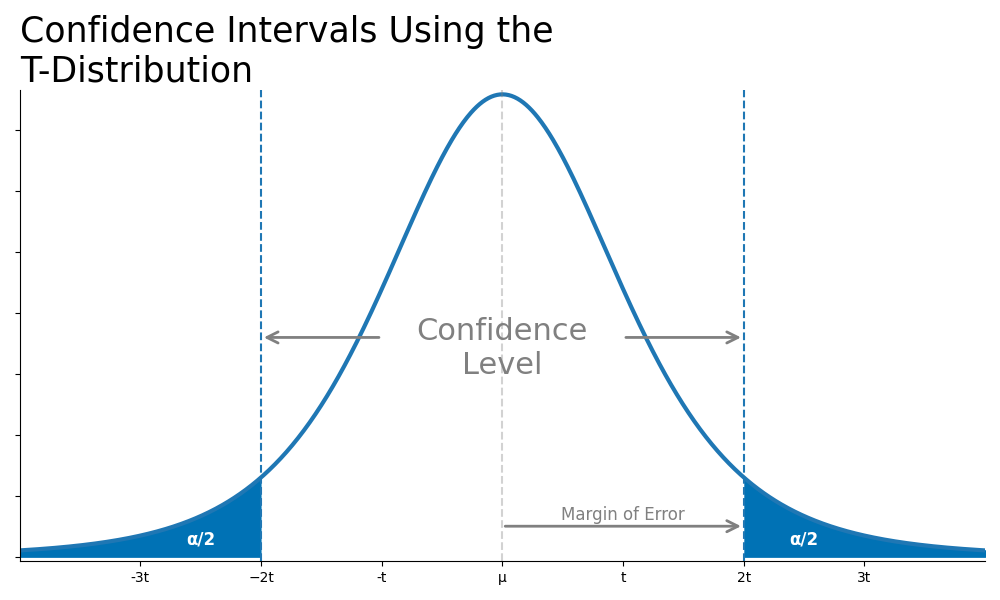 Confidence Intervals Using the
T-Distribution
Confidence
Level
Margin of Error
α/2
α/2
-3t
−2t
-t
μ
t
2t
3t